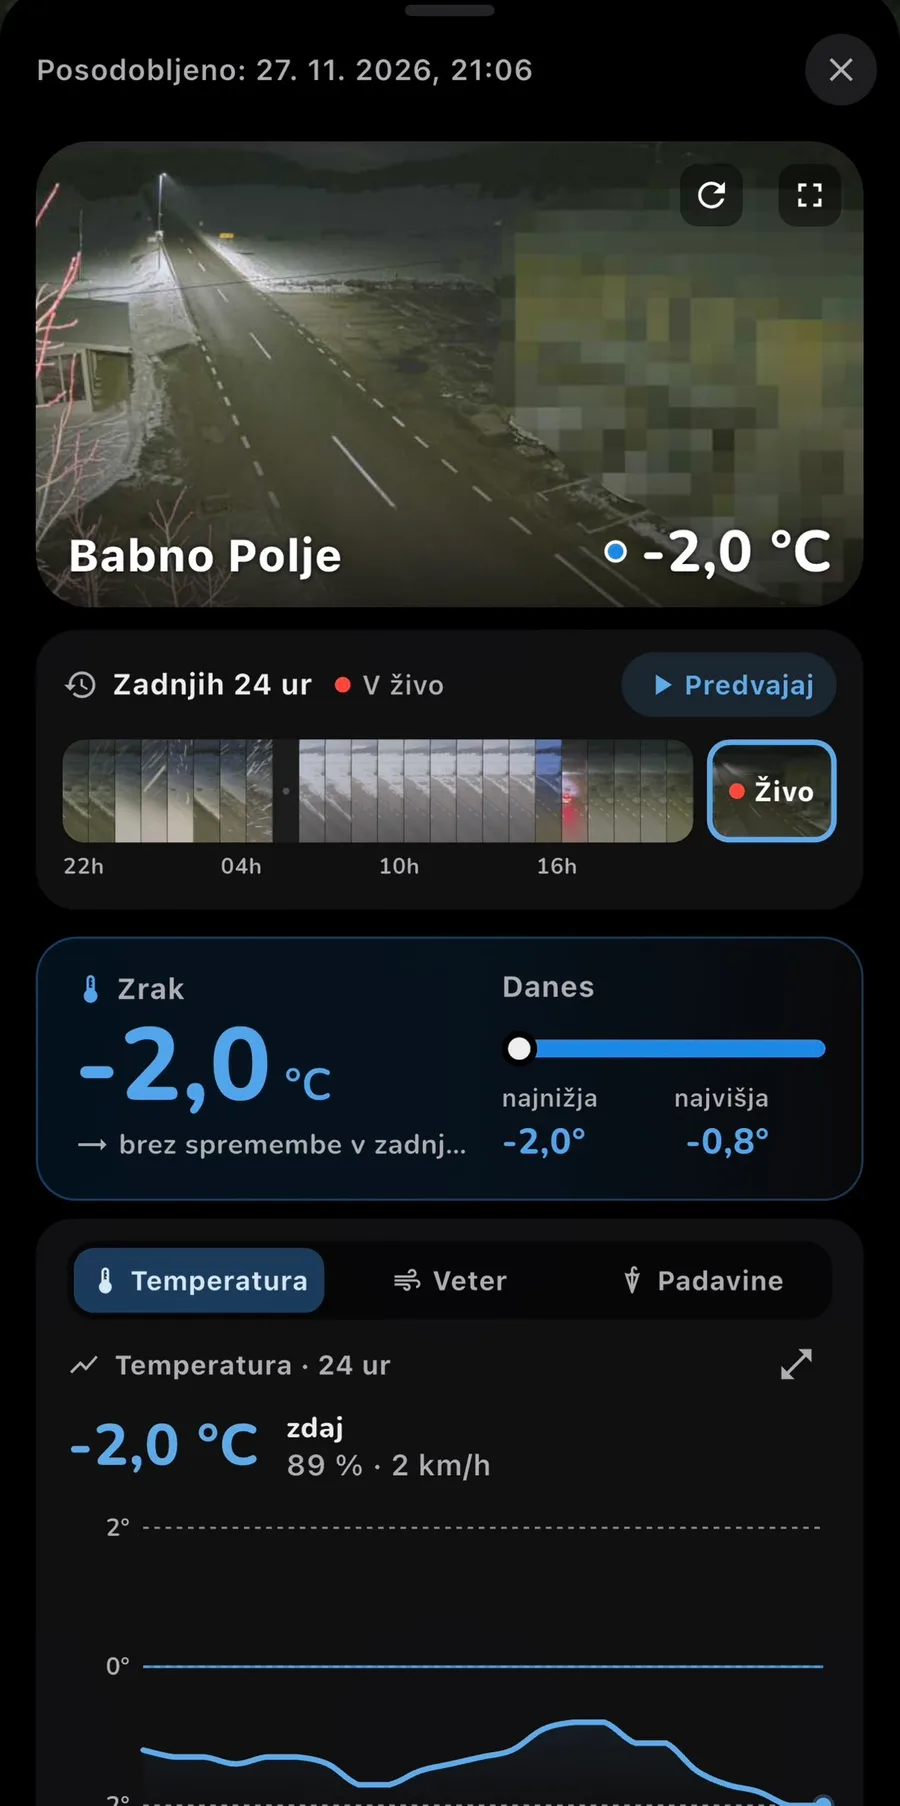 Posodobljeno: 27. 11. 2026, 21:06
Babno Polje
-2,0 °C
Zadnjih 24 ur
V živo
Predvajaj
Živo
22h 04h 10h 16h
Zrak
-2,0 °C
→ brez spremembe v zadnj...
Danes
najnižja najvišja
-2,0° -0,8°
Temperatura Veter Padavine
Temperatura · 24 ur
-2,0 °C
zdaj
89 % · 2 km/h
2°
0°